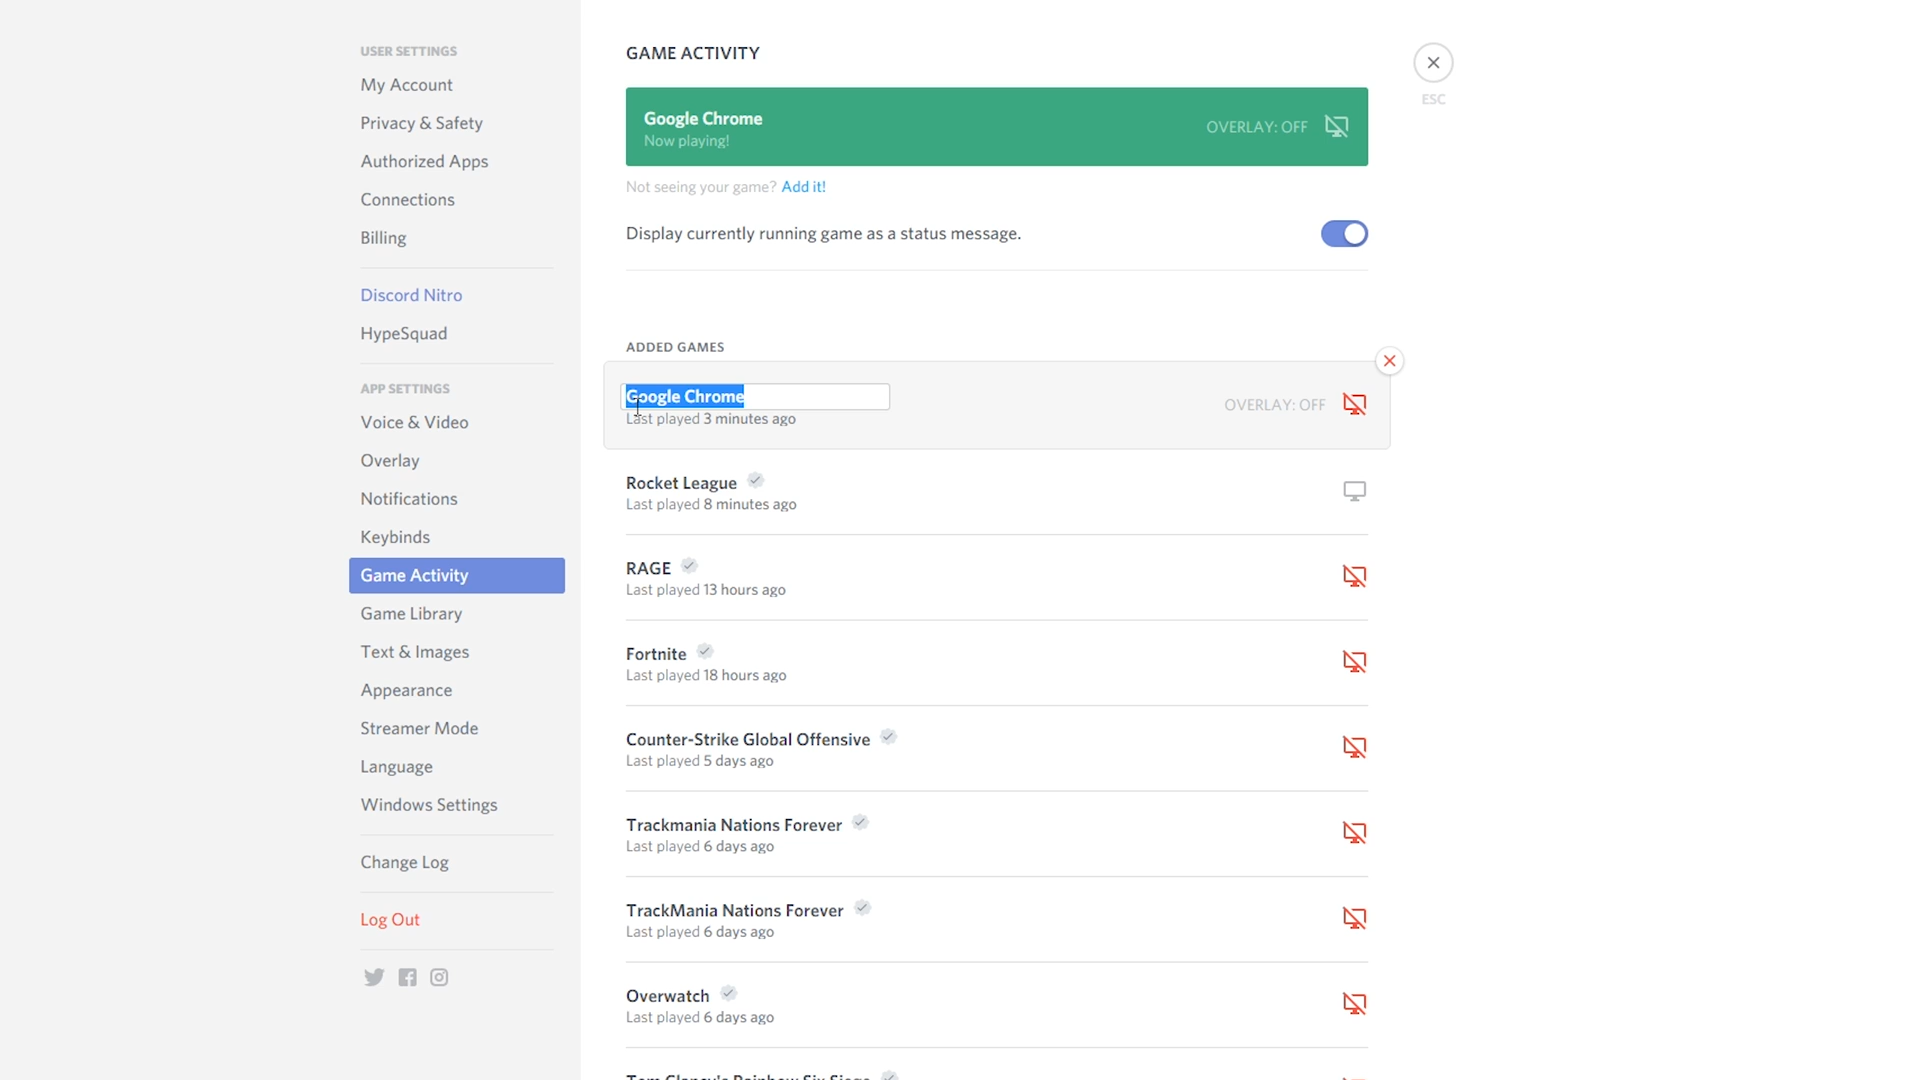 USER SETTINGS
My Account
Privacy & Safety
Authorized Apps
Connections
Billing
Discord Nitro
HypeSquad
APP SETTINGS
Voice & Video
Overlay
Notifications
Keybinds
Game Activity
Game Library
Text & Images
Appearance
Streamer Mode
Language
Windows Settings
Change Log
Log Out
GAME ACTIVITY
Google Chrome
Now playing!
OVERLAY: OFF
Not seeing your game? Add it!
Display currently running game as a status message.
ESC
ADDED GAMES
Google Chrome
Last played 3 minutes ago
OVERLAY: OFF
Rocket League
Last played 8 minutes ago
RAGE
Last played 13 hours ago
Fortnite
Last played 18 hours ago
Counter-Strike Global Offensive
Last played 5 days ago
Trackmania Nations Forever
Last played 6 days ago
TrackMania Nations Forever
Last played 6 days ago
Overwatch
Last played 6 days ago
Tom Clancy's Rainbow Six Siege